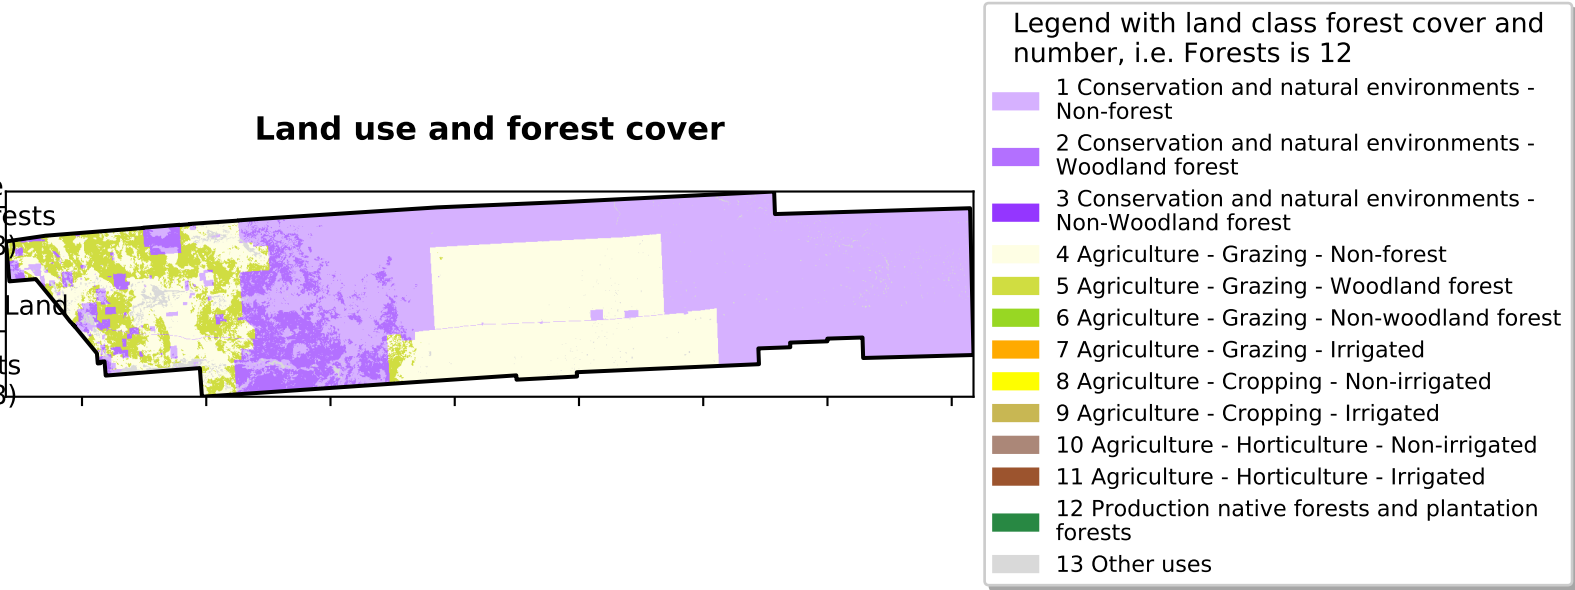 Land use and forest cover
e
ests
3)
Land
ts
3)
Legend with land class forest cover and
number, i.e. Forests is 12
1 Conservation and natural environments -
Non-forest
2 Conservation and natural environments -
Woodland forest
3 Conservation and natural environments -
Non-Woodland forest
4 Agriculture - Grazing - Non-forest
5 Agriculture - Grazing - Woodland forest
6 Agriculture - Grazing - Non-woodland forest
7 Agriculture - Grazing - Irrigated
8 Agriculture - Cropping - Non-irrigated
9 Agriculture - Cropping - Irrigated
10 Agriculture - Horticulture - Non-irrigated
11 Agriculture - Horticulture - Irrigated
12 Production native forests and plantation
forests
13 Other uses